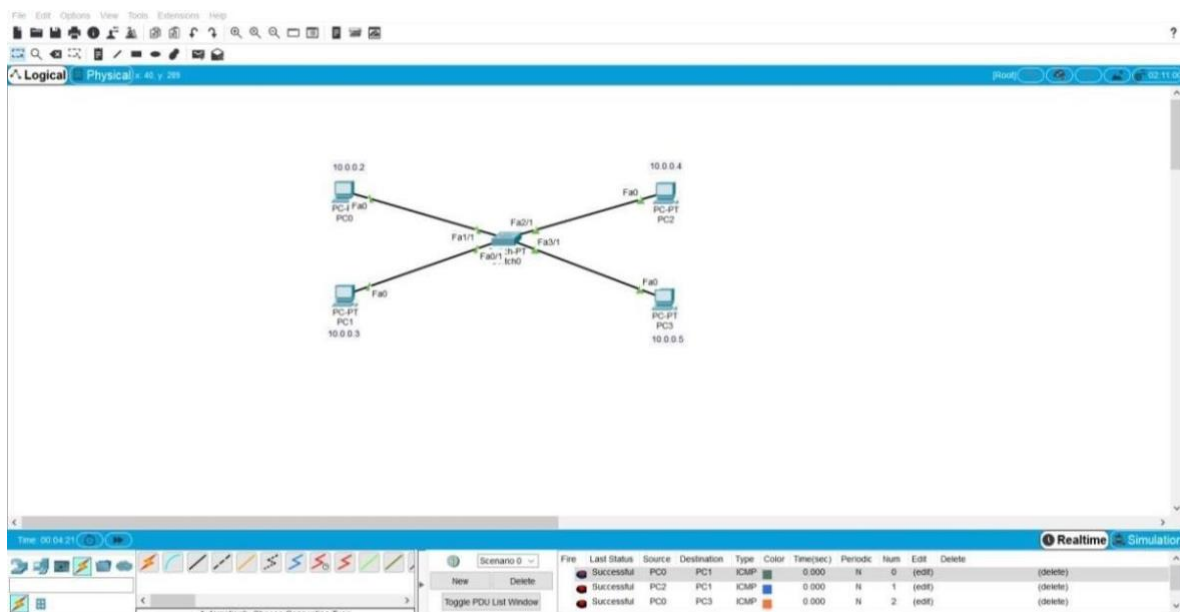 File Edit Options View Tools Extensions Help
?
Logical Physical x: 40, y: 289 [Root] 02:11:00
10.0.0.2 10.0.0.4
Fa0 Fa0
PC0 PC-PT
PC2
Fa2/1
Fa1/1 Fa3/1
Fa0/1
Fa0 Fa0
PC-PT PC-PT
PC1 PC3
10.0.0.3 10.0.0.5
Time: 00:04:21 Realtime Simulation
Scenario 0 Fire Last Status Source Destination Type Color Time(sec) Periodic Num Edit Delete
Successful PC0 PC1 ICMP 0.000 N 0 (edit) (delete)
New Delete Successful PC2 PC1 ICMP 0.000 N 1 (edit) (delete)
Toggle PDU List Window Successful PC0 PC3 ICMP 0.000 N 2 (edit) (delete)